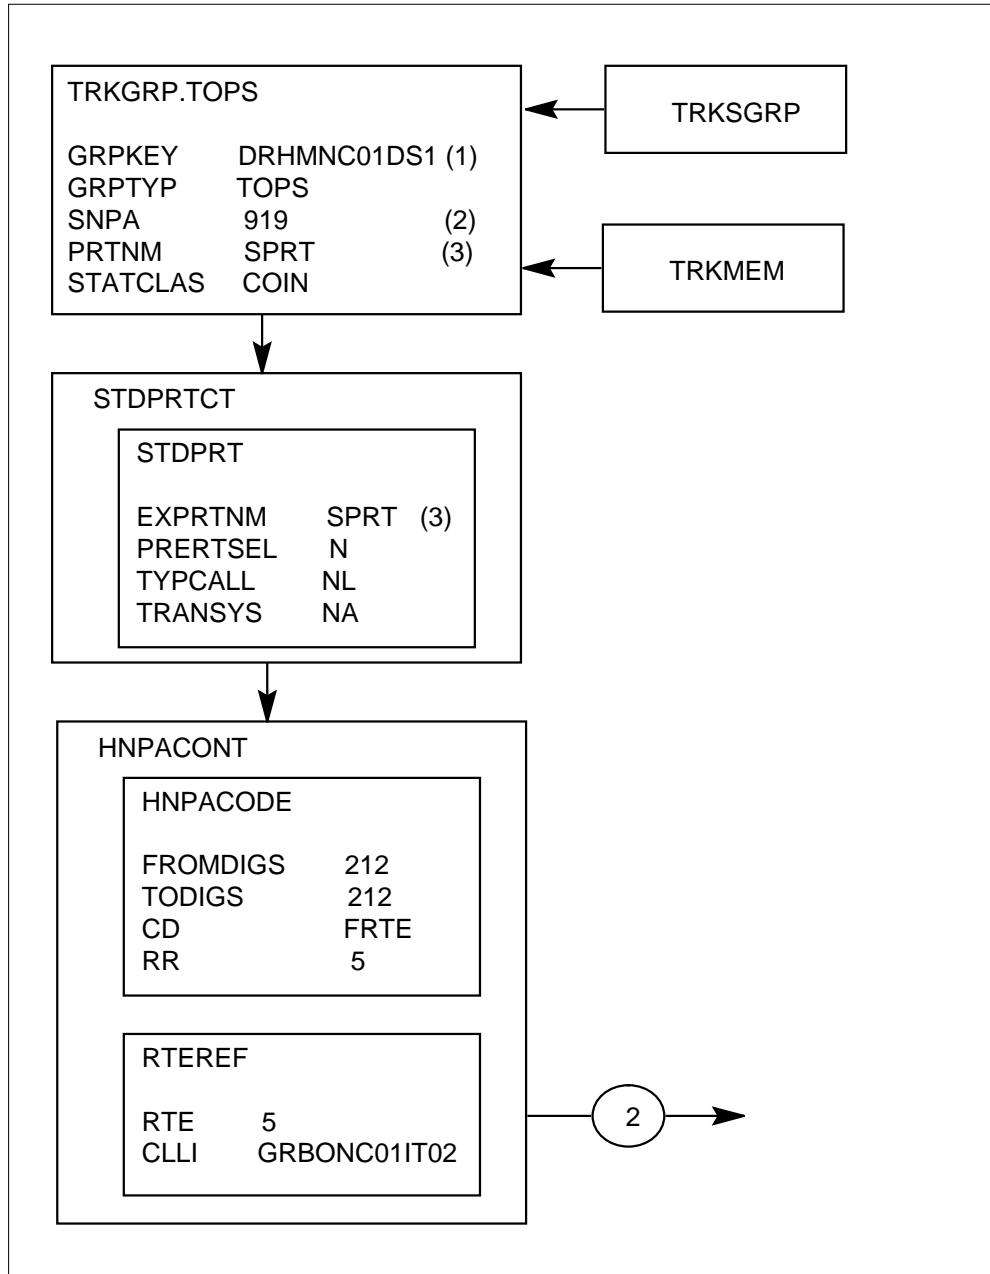 TRKGRP.TOPS
TRKSGRP
GRPKEY DRHMNC01DS1 (1)
GRPTYP TOPS
SNPA 919 (2)
PRTNM SPRT (3)
STATCLAS COIN
TRKMEM
STDPRTCT
STDPRT
EXPRTNM SPRT (3)
PRERTSEL N
TYPCALL NL
TRANSYS NA
HNPACONT
HNPACODE
FROMDIGS 212
TODIGS 212
CD FRTE
RR 5
RTEREF
RTE 5
CLLI GRBONC01IT02
2